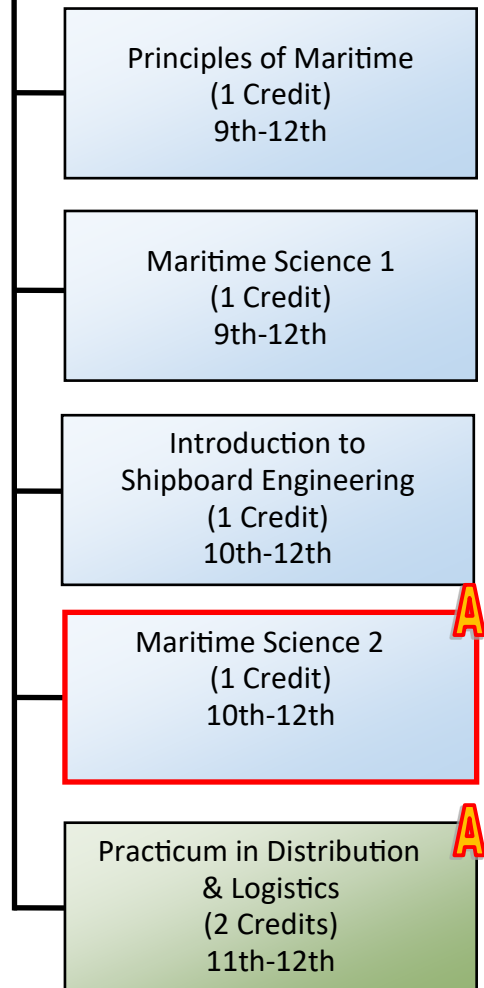 Principles of Maritime
(1 Credit)
9th-12th
Maritime Science 1
(1 Credit)
9th-12th
Introduction to
Shipboard Engineering
(1 Credit)
10th-12th
A
Maritime Science 2
(1 Credit)
10th-12th
A
Practicum in Distribution
& Logistics
(2 Credits)
11th-12th